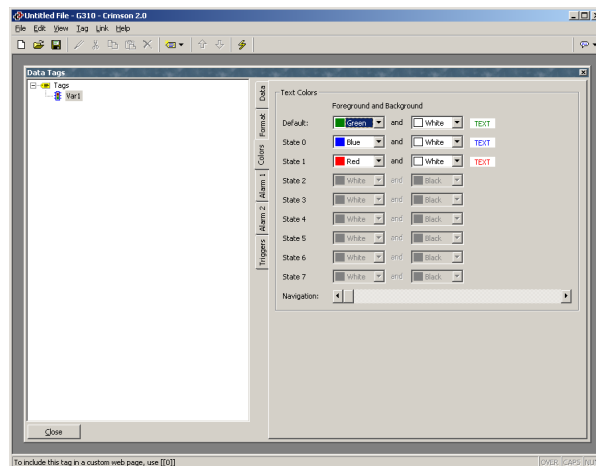 Untitled File - G310 - Crimson 2.0
File Edit View Tag Link Help
Data Tags
Tags
Var1
Data
Format
Colors
Alarm 1
Alarm 2
Triggers
Text Colors
Foreground and Background
Default: Green and White TEXT
State 0 Blue and White TEXT
State 1 Red and White TEXT
State 2 White and Black
State 3 White and Black
State 4 White and Black
State 5 White and Black
State 6 White and Black
State 7 White and Black
Navigation:
Close
To include this tag in a custom web page, use [[0]]
OVER CAPS NUM